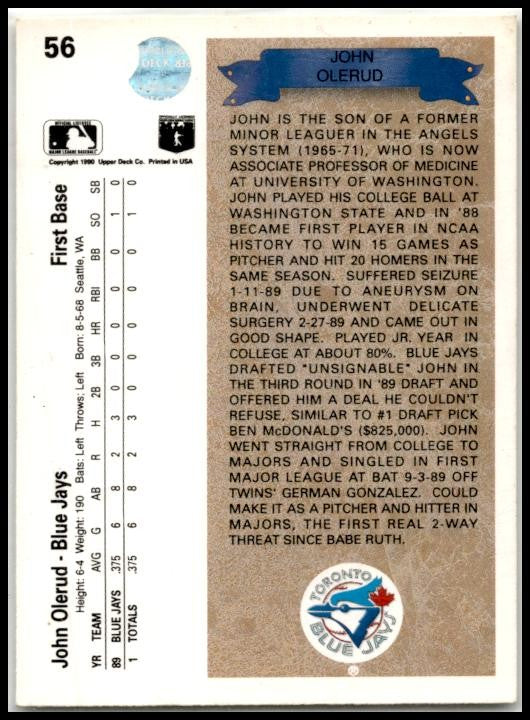 56
OFFICIAL LICENSEE
MAJOR LEAGUE BASEBALL
Copyright 1990 Upper Deck Co. Printed in USA
John Olerud - Blue Jays First Base
Height: 6-4 Weight: 190 Bats: Left Throws: Left Born: 8-5-68 Seattle, WA
YR TEAM AVG G AB R H 2B 3B HR RBI BB SO SB
89 BLUE JAYS .375 6 8 2 3 0 0 0 0 0 1 0
1 TOTALS .375 6 8 2 3 0 0 0 0 0 1 0
JOHN
OLERUD
JOHN IS THE SON OF A FORMER
MINOR LEAGUER IN THE ANGELS
SYSTEM (1965-71), WHO IS NOW
ASSOCIATE PROFESSOR OF MEDICINE
AT UNIVERSITY OF WASHINGTON.
JOHN PLAYED HIS COLLEGE BALL AT
WASHINGTON STATE AND IN '88
BECAME FIRST PLAYER IN NCAA
HISTORY TO WIN 15 GAMES AS
PITCHER AND HIT 20 HOMERS IN THE
SAME SEASON. SUFFERED SEIZURE
1-11-89 DUE TO ANEURYSM ON
BRAIN, UNDERWENT DELICATE
SURGERY 2-27-89 AND CAME OUT IN
GOOD SHAPE. PLAYED JR. YEAR IN
COLLEGE AT ABOUT 80%. BLUE JAYS
DRAFTED "UNSIGNABLE" JOHN IN
THE THIRD ROUND IN '89 DRAFT AND
OFFERED HIM A DEAL HE COULDN'T
REFUSE, SIMILAR TO #1 DRAFT PICK
BEN McDONALD'S ($825,000). JOHN
WENT STRAIGHT FROM COLLEGE TO
MAJORS AND SINGLED IN FIRST
MAJOR LEAGUE AT BAT 9-3-89 OFF
TWINS' GERMAN GONZALEZ. COULD
MAKE IT AS A PITCHER AND HITTER IN
MAJORS, THE FIRST REAL 2-WAY
THREAT SINCE BABE RUTH.
TORONTO
BLUE JAYS